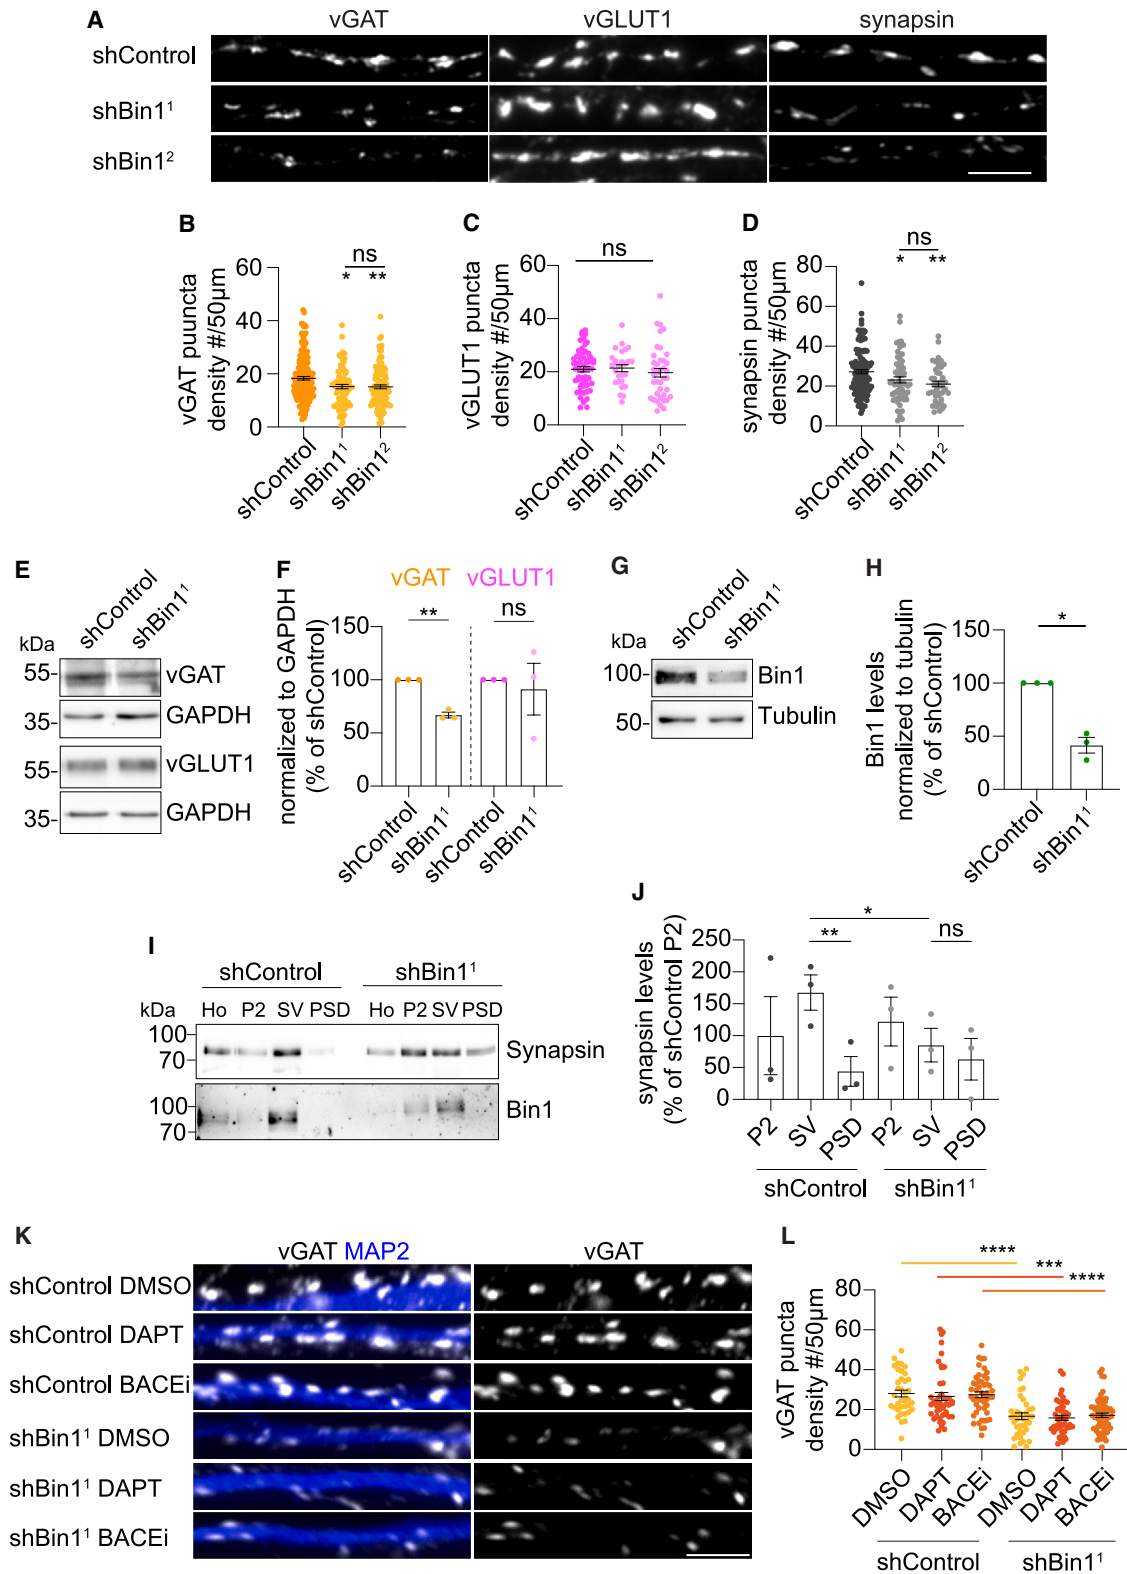 A
vGAT vGLUT1 synapsin
shControl
shBin1¹
shBin1²
B
vGAT puncta
density #/50µm
60
40
20
0
ns
* **
shControl
shBin1¹
shBin1²
C
vGLUT1 puncta
density #/50µm
60
40
20
0
ns
shControl
shBin1¹
shBin1²
D
synapsin puncta
density #/50µm
80
60
40
20
0
ns
* **
shControl
shBin1¹
shBin1²
E
shControl
shBin1¹
kDa
55- vGAT
35- GAPDH
55- vGLUT1
35- GAPDH
F
vGAT vGLUT1
normalized to GAPDH
(% of shControl)
150
100
50
0
** ns
shControl
shBin1¹
shControl
shBin1¹
G
shControl
shBin1¹
kDa
100- Bin1
50- Tubulin
H
Bin1 levels
normalized to tubulin
(% of shControl)
150
100
50
0
*
shControl
shBin1¹
I
shControl shBin1¹
kDa Ho P2 SV PSD Ho P2 SV PSD
100
70 Synapsin
100
70 Bin1
J
synapsin levels
(% of shControl P2)
250
200
150
100
50
0
*
** ns
P2 SV PSD P2 SV PSD
shControl shBin1¹
K
vGAT MAP2 vGAT
shControl DMSO
shControl DAPT
shControl BACEi
shBin1¹ DMSO
shBin1¹ DAPT
shBin1¹ BACEi
L
vGAT puncta
density #/50µm
80
60
40
20
0
****
***
****
DMSO DAPT BACEi DMSO DAPT BACEi
shControl shBin1¹